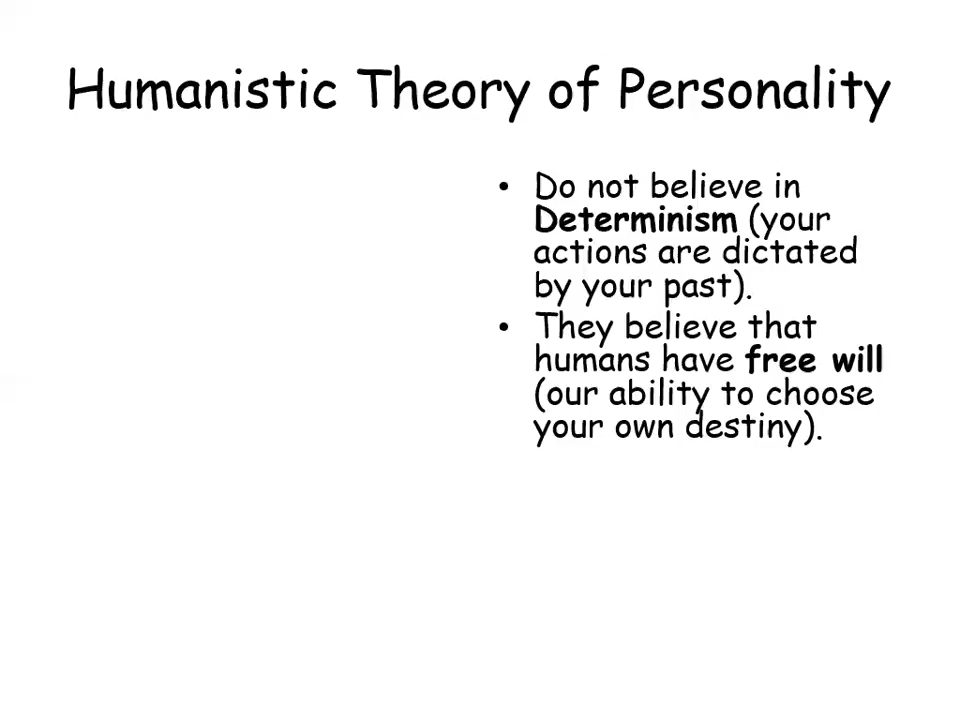 Humanistic Theory of Personality
• Do not believe in
Determinism (your
actions are dictated
by your past).
• They believe that
humans have free will
(our ability to choose
your own destiny).